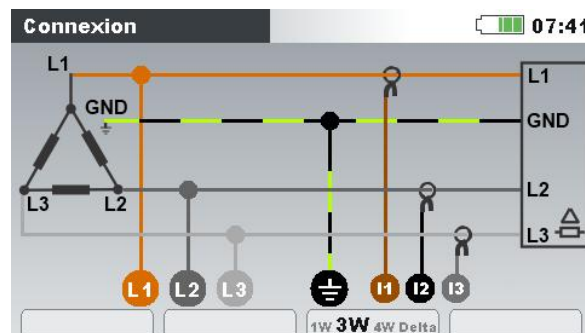 Connexion 07:41
L1 L1
GND GND
L3 L2 L2
L3
L1 L2 L3 I1 I2 I3
1W 3W 4W Delta